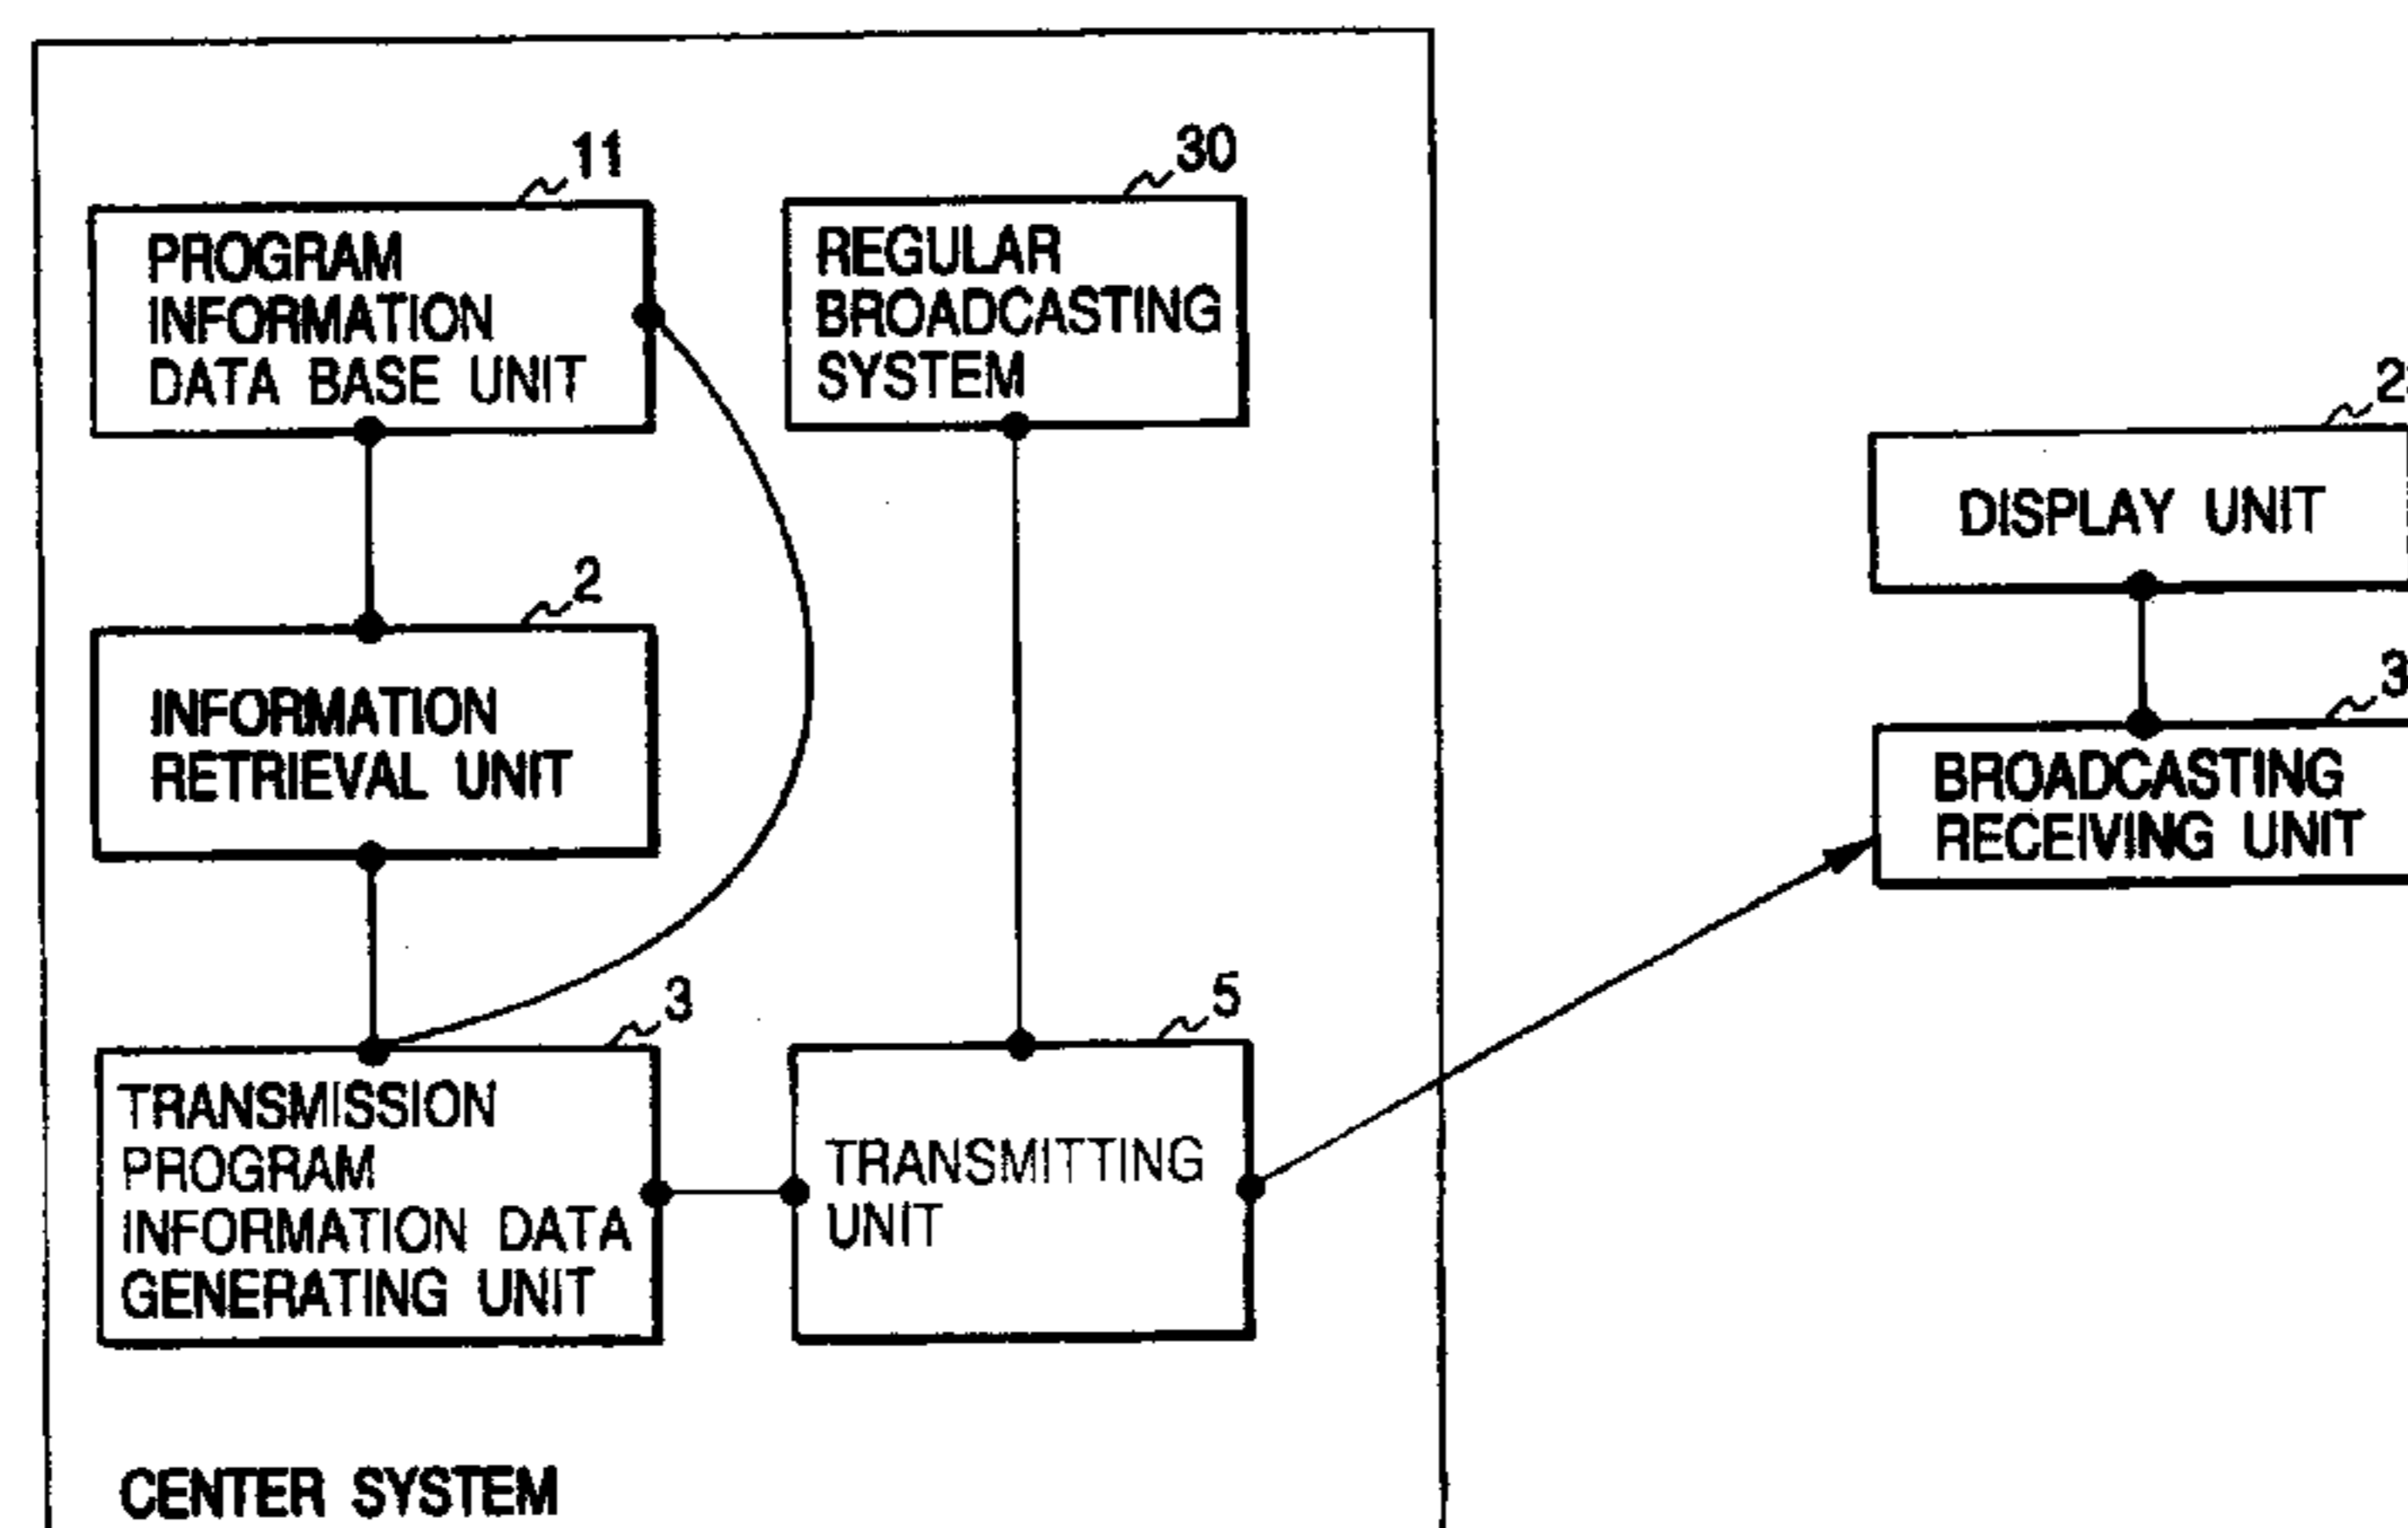 11
PROGRAM
INFORMATION
DATA BASE UNIT
30
REGULAR
BROADCASTING
SYSTEM
2
INFORMATION
RETRIEVAL UNIT
3
TRANSMISSION
PROGRAM
INFORMATION DATA
GENERATING UNIT
5
TRANSMITTING
UNIT
CENTER SYSTEM
DISPLAY UNIT
BROADCASTING
RECEIVING UNIT